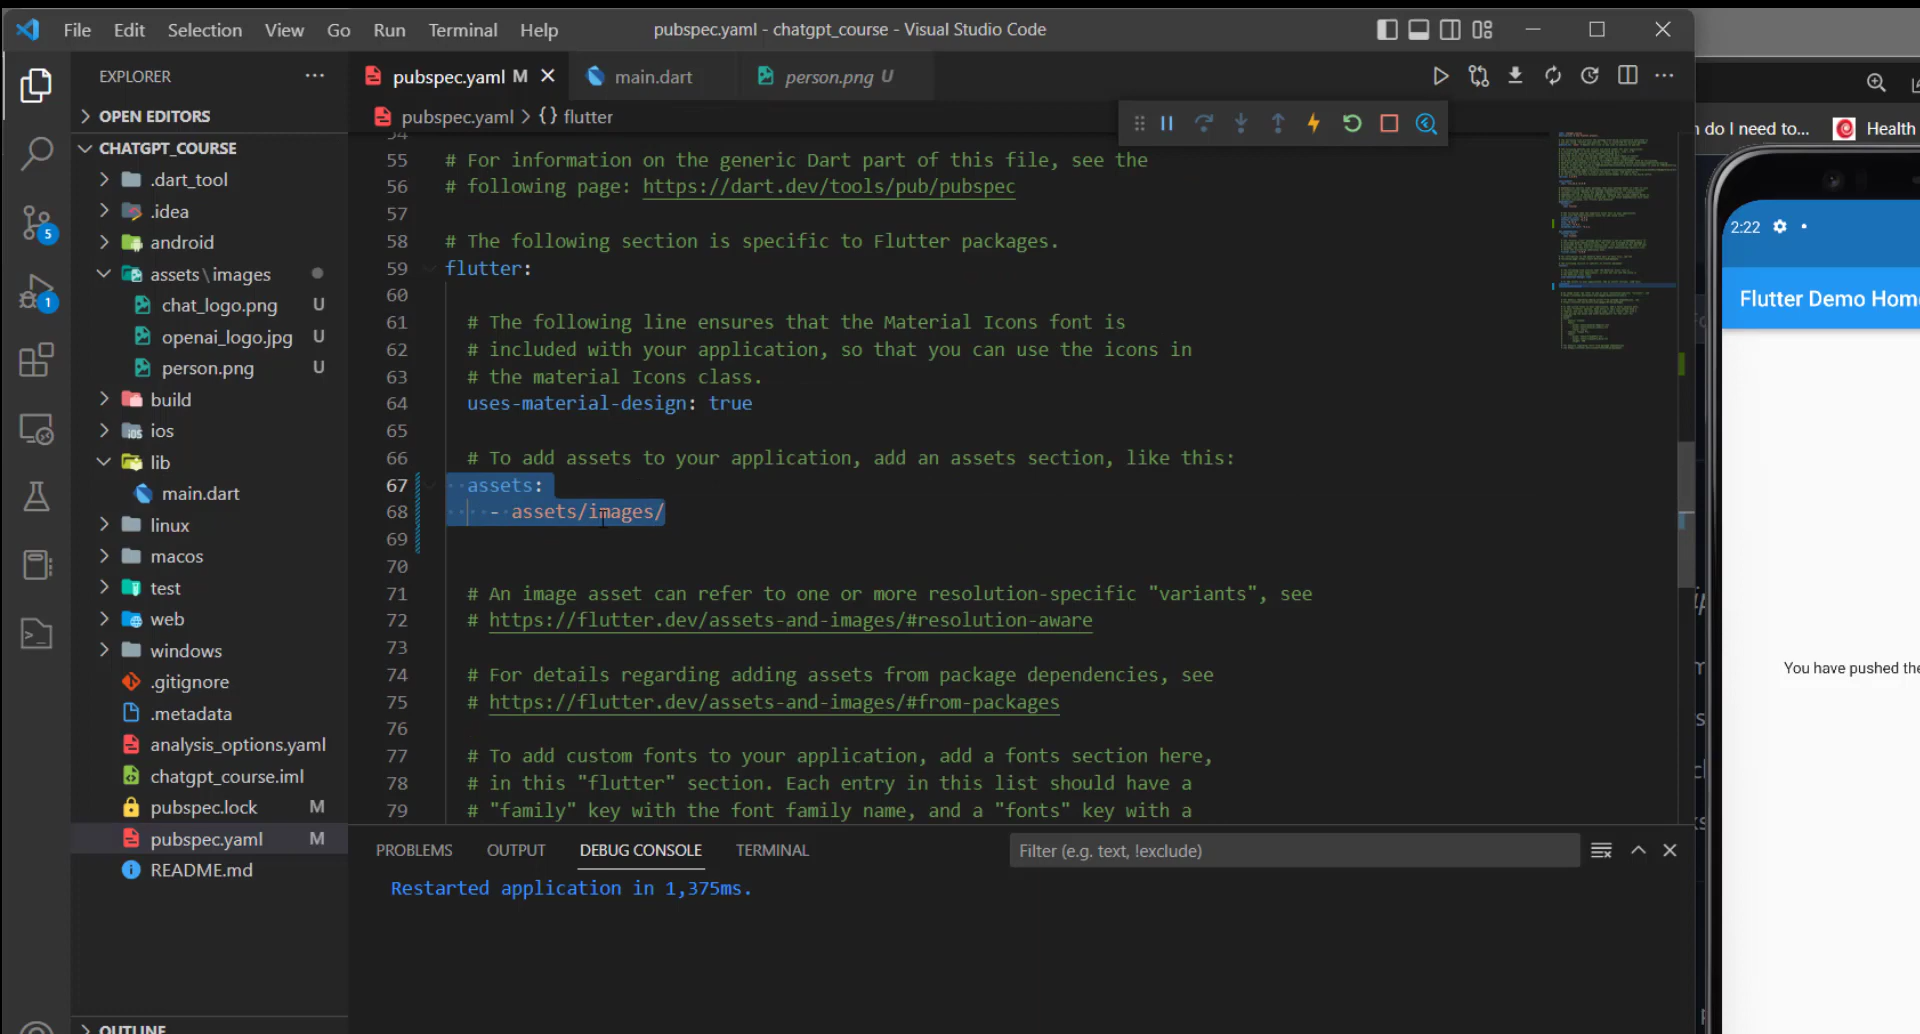 File Edit Selection View Go Run Terminal Help
pubspec.yaml - chatgpt_course - Visual Studio Code
EXPLORER
pubspec.yaml M
main.dart
person.png U
OPEN EDITORS
pubspec.yaml > {} flutter
CHATGPT_COURSE
.dart_tool
.idea
android
assets\images
chat_logo.png U
openai_logo.jpg U
person.png U
build
ios
lib
main.dart
linux
macos
test
web
windows
.gitignore
.metadata
analysis_options.yaml
chatgpt_course.iml
pubspec.lock M
pubspec.yaml M
README.md
OUTLINE
5
1
54
55 # For information on the generic Dart part of this file, see the
56 # following page: https://dart.dev/tools/pub/pubspec
57
58 # The following section is specific to Flutter packages.
59 flutter:
60
61 # The following line ensures that the Material Icons font is
62 # included with your application, so that you can use the icons in
63 # the material Icons class.
64 uses-material-design: true
65
66 # To add assets to your application, add an assets section, like this:
67 assets:
68 - assets/images/
69
70
71 # An image asset can refer to one or more resolution-specific "variants", see
72 # https://flutter.dev/assets-and-images/#resolution-aware
73
74 # For details regarding adding assets from package dependencies, see
75 # https://flutter.dev/assets-and-images/#from-packages
76
77 # To add custom fonts to your application, add a fonts section here,
78 # in this "flutter" section. Each entry in this list should have a
79 # "family" key with the font family name, and a "fonts" key with a
PROBLEMS OUTPUT DEBUG CONSOLE TERMINAL
Filter (e.g. text, !exclude)
Restarted application in 1,375ms.
do I need to...
Health
2:22
Flutter Demo Hom
You have pushed the